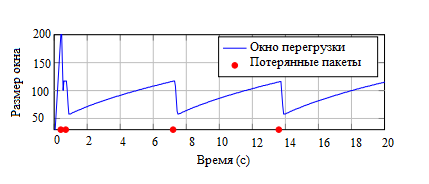 200
Окно перегрузки
Потерянные пакеты
150
100
50
Размер окна
0 2 4 6 8 10 12 14 16 18 20
Время (с)